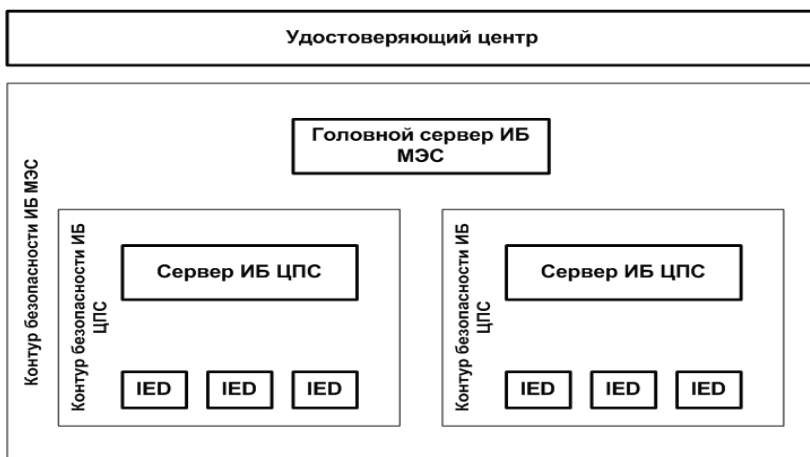 Удостоверяющий центр
Головной сервер ИБ
МЭС
Контур безопасности ИБ МЭС
Контур безопасности ИБ
ЦПС
Сервер ИБ ЦПС
IED IED IED
Контур безопасности ИБ
ЦПС
Сервер ИБ ЦПС
IED IED IED